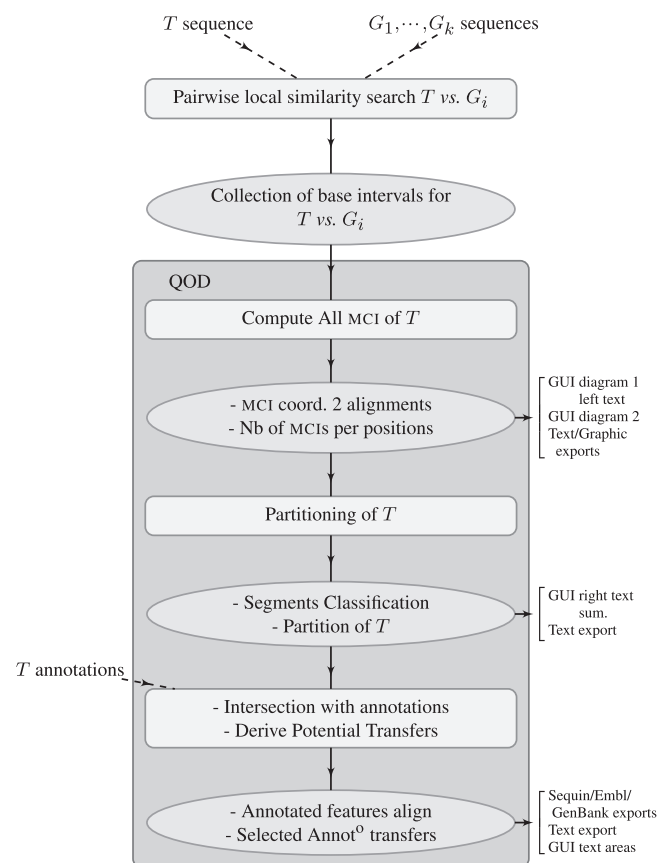 T sequence
G1,⋯,Gk sequences
Pairwise local similarity search T vs. Gi
Collection of base intervals for
T vs. Gi
QOD
Compute All MCI of T
- MCI coord. 2 alignments
- Nb of MCIs per positions
GUI diagram 1
left text
GUI diagram 2
Text/Graphic
exports
Partitioning of T
- Segments Classification
- Partition of T
GUI right text
sum.
Text export
T annotations
- Intersection with annotations
- Derive Potential Transfers
- Annotated features align
- Selected Annotᴼ transfers
Sequin/Embl/
GenBank exports
Text export
GUI text areas